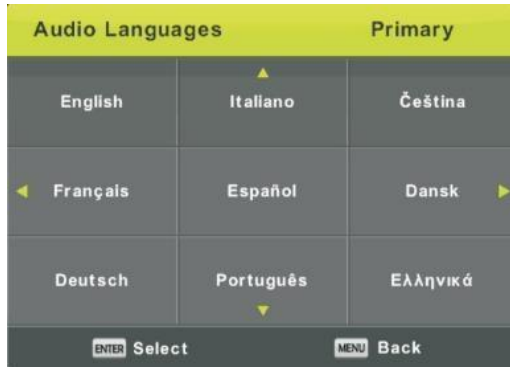 Audio Languages Primary
English Italiano Čeština
Français Español Dansk
Deutsch Português Ελληνικά
ENTER Select MENU Back